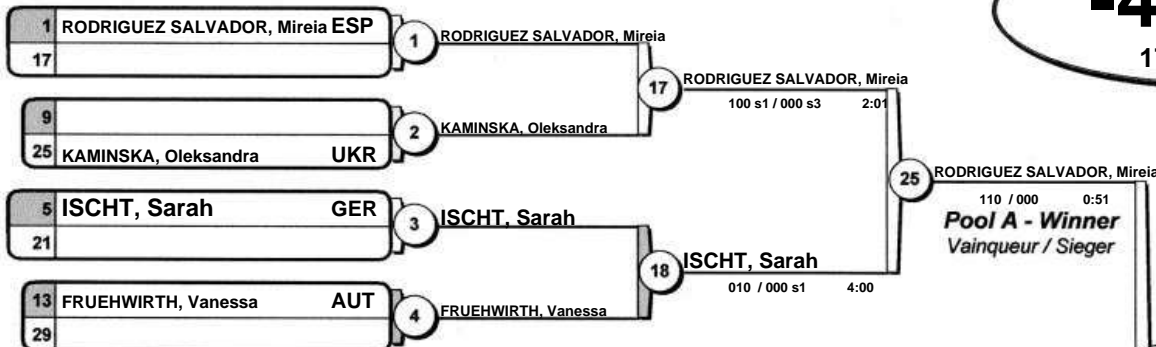 -4
17
1 RODRIGUEZ SALVADOR, Mireia ESP
17
1
RODRIGUEZ SALVADOR, Mireia
9
25 KAMINSKA, Oleksandra UKR
2
KAMINSKA, Oleksandra
17
RODRIGUEZ SALVADOR, Mireia
100 s1 / 000 s3 2:01
5 ISCHT, Sarah GER
21
3
ISCHT, Sarah
13 FRUEHWIRTH, Vanessa AUT
29
4
FRUEHWIRTH, Vanessa
18
ISCHT, Sarah
010 / 000 s1 4:00
25
RODRIGUEZ SALVADOR, Mireia
110 / 000 0:51
Pool A - Winner
Vainqueur / Sieger